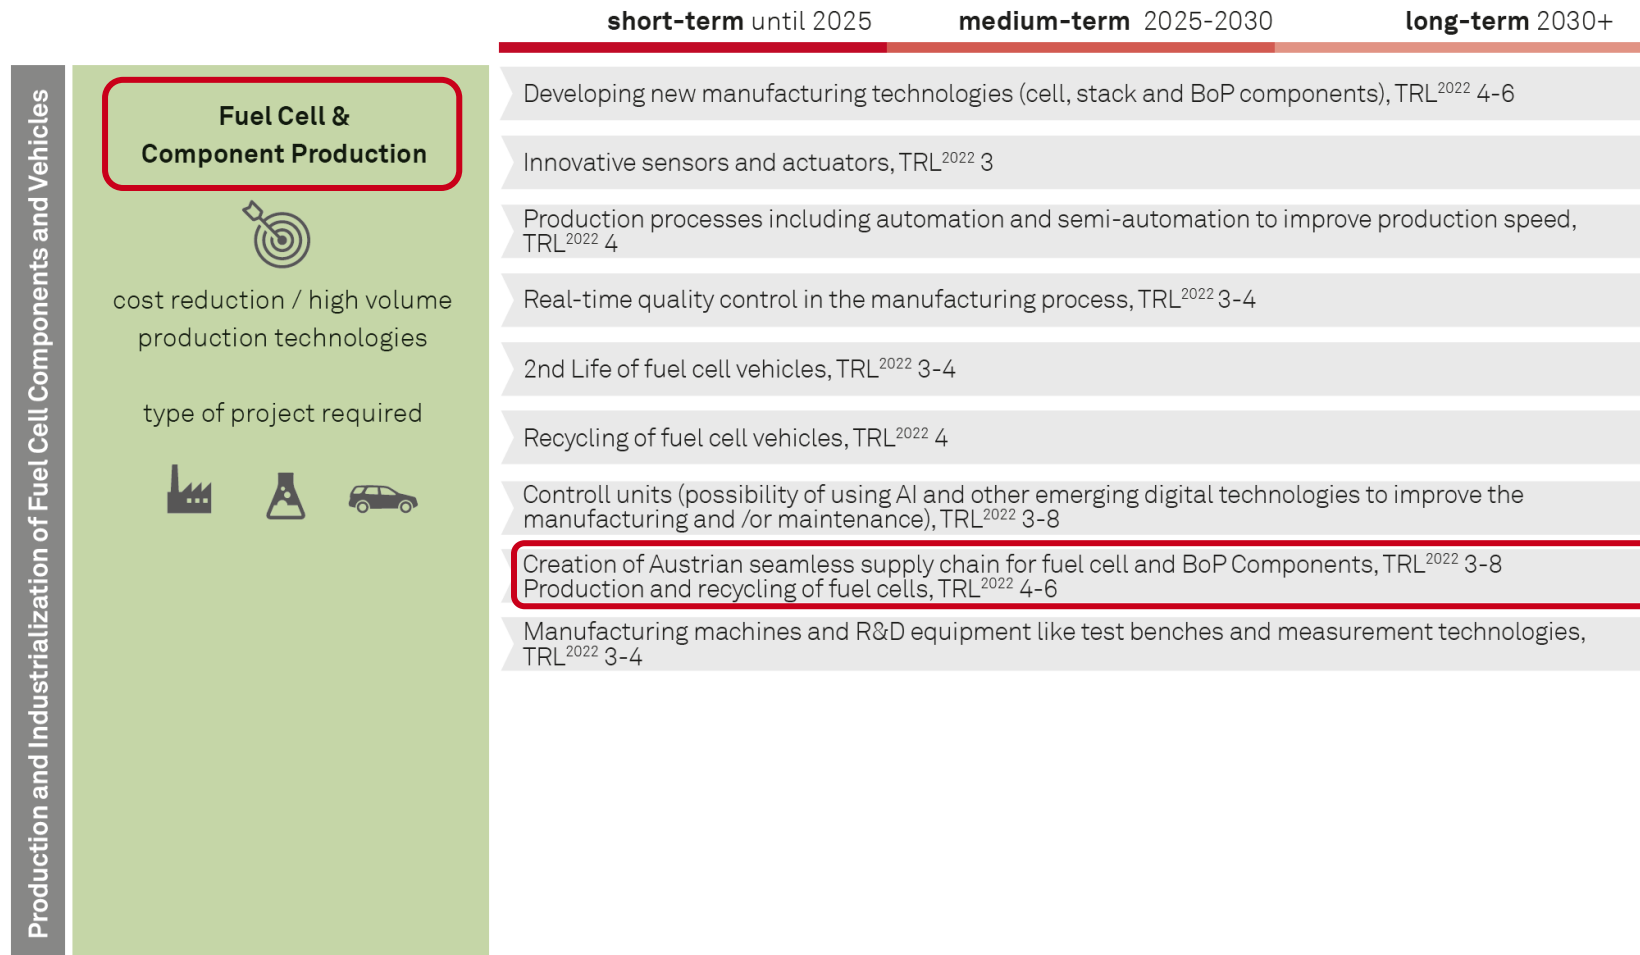 short-term until 2025 medium-term 2025-2030 long-term 2030+
Production and Industrialization of Fuel Cell Components and Vehicles
Fuel Cell &
Component Production
cost reduction / high volume
production technologies
type of project required
Developing new manufacturing technologies (cell, stack and BoP components), TRL2022 4-6
Innovative sensors and actuators, TRL2022 3
Production processes including automation and semi-automation to improve production speed,
TRL2022 4
Real-time quality control in the manufacturing process, TRL2022 3-4
2nd Life of fuel cell vehicles, TRL2022 3-4
Recycling of fuel cell vehicles, TRL2022 4
Controll units (possibility of using AI and other emerging digital technologies to improve the
manufacturing and /or maintenance), TRL2022 3-8
Creation of Austrian seamless supply chain for fuel cell and BoP Components, TRL2022 3-8
Production and recycling of fuel cells, TRL2022 4-6
Manufacturing machines and R&D equipment like test benches and measurement technologies,
TRL2022 3-4